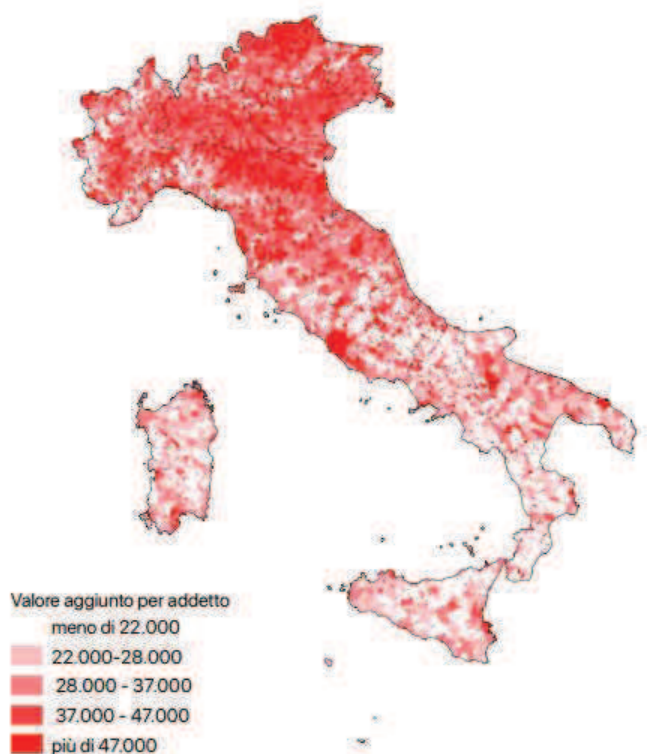 Valore aggiunto per addetto
meno di 22.000
22.000-28.000
28.000 - 37.000
37.000 - 47.000
più di 47.000